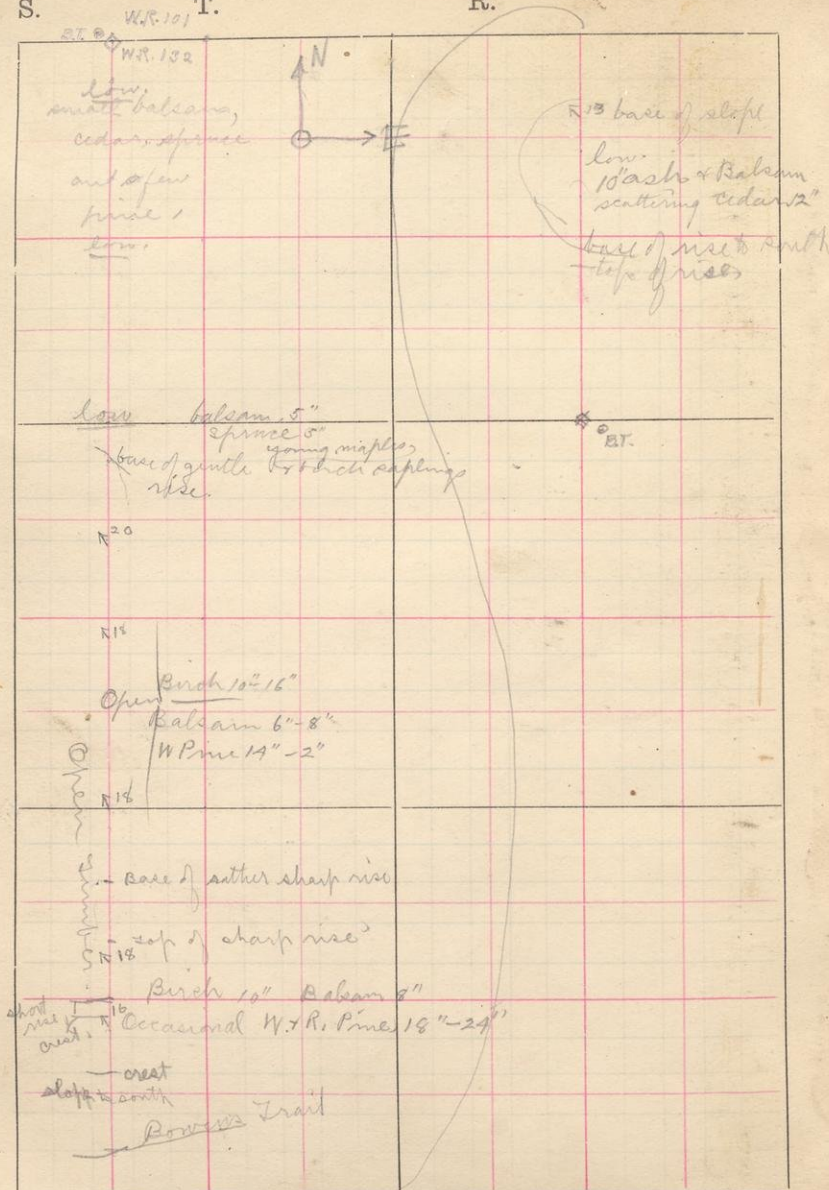 S. T. R.
W.R. 101
B.T.
W.R. 132
N
E
low.
small balsams,
cedar, spruce
and a few
pine,
low.
13 base of slope
low.
10" ash & Balsam
scattering cedar 12"
base of rise to south
top of rise
low balsam 5"
spruce 5"
young maples,
base of gentle & birch saplings
rise.
B.T.
20
18
Open Birch 10"-16"
Balsam 6"-8"
W Pine 14"-2"
18
Open Timber
- Base of rather sharp rise
- top of sharp rise
18
Birch 10" Balsam 8"
short rise & crest.
16
Occasional W. & R. Pine 18"-24"
- crest
slope to south
Bowens Trail